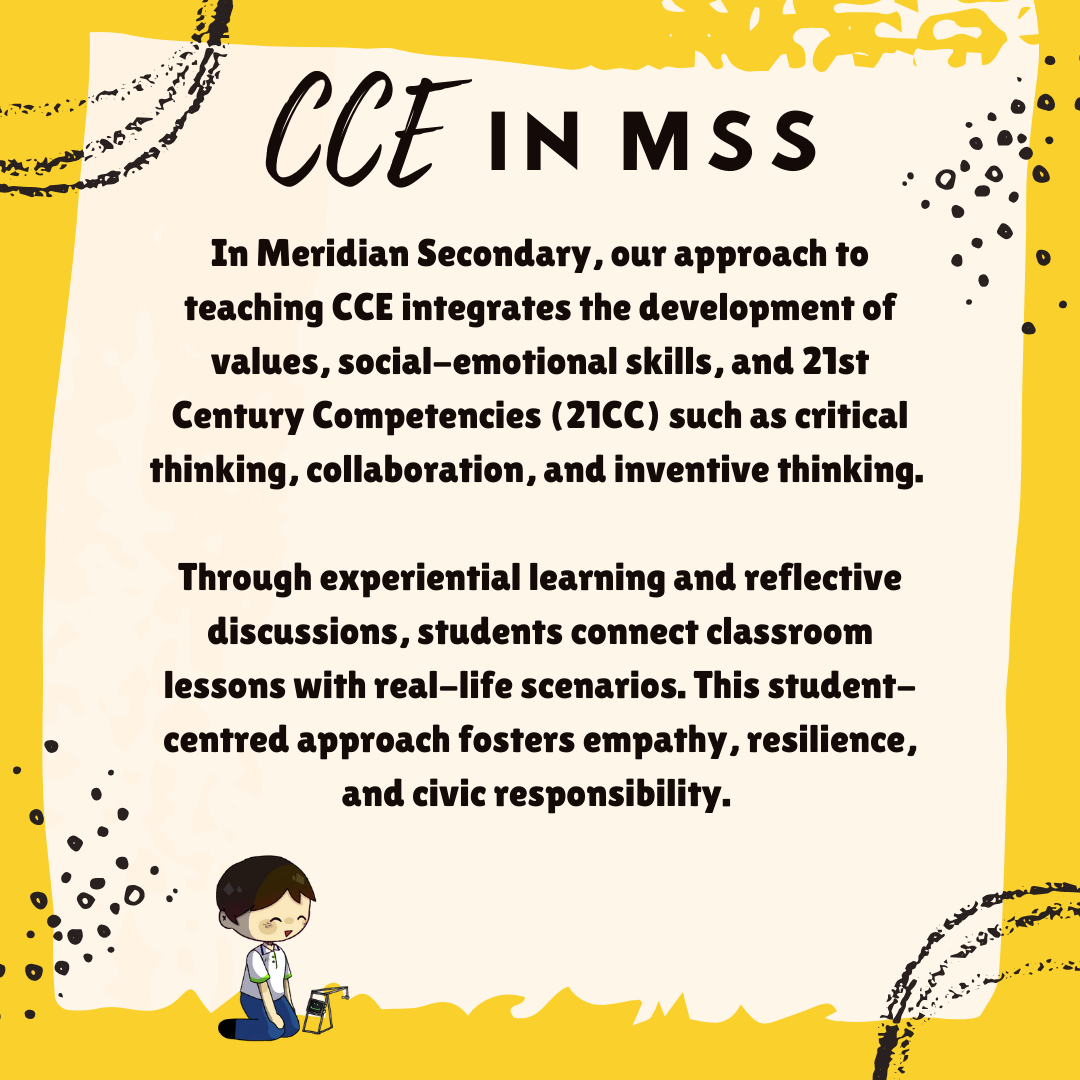 CCE IN MSS
In Meridian Secondary, our approach to
teaching CCE integrates the development of
values, social-emotional skills, and 21st
Century Competencies (21CC) such as critical
thinking, collaboration, and inventive thinking.
Through experiential learning and reflective
discussions, students connect classroom
lessons with real-life scenarios. This student-
centred approach fosters empathy, resilience,
and civic responsibility.